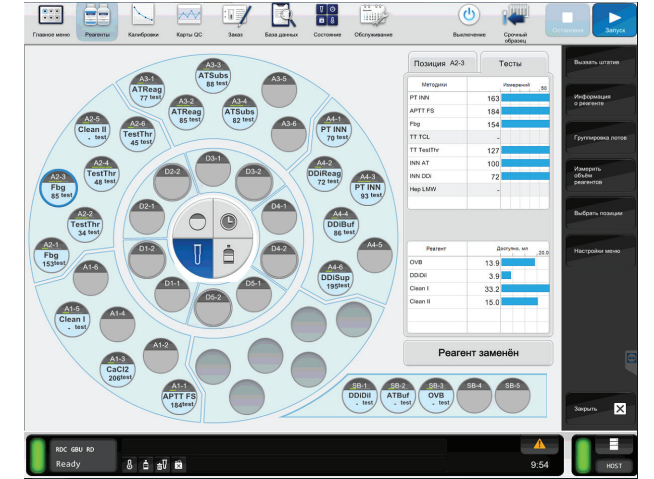 Главное меню
Реагенты
Калибровки
Карты QC
Заказ
База данных
Состояние
Обслуживание
Выключение
Срочный
образец
Остановка
Запуск
A3-1
ATReag
77 test
A3-3
ATSubs
88 test
A3-5
A3-2
ATReag
85 test
A3-4
ATSubs
82 test
A3-6
A2-5
Clean II
- test
A2-6
TestThr
45 test
A4-1
PT INN
70 test
A2-3
Fbg
85 test
A2-4
TestThr
48 test
A4-2
DDiReag
72 test
A4-3
PT INN
93 test
A2-1
Fbg
153test
A2-2
TestThr
34 test
A4-4
DDiBuf
86 test
A4-5
A1-6
A4-6
DDiSup
195test
D3-1
D2-2
D3-2
D2-1
D4-1
D1-2
D4-2
D1-1
D5-1
D5-2
A1-5
Clean I
- test
A1-4
A1-3
CaCl2
206test
A1-2
A1-1
APTT FS
184test
SB-1
DDiDil
- test
SB-2
ATBuf
- test
SB-3
OVB
- test
SB-4
SB-5
Позиция A2-3
Тесты
Методики
Измерений
50
PT INN 163
APTT FS 184
Fbg 154
TT TCL -
TT TestThr 127
INN AT 100
INN DDi 72
Hep LMW -
Реагент
Доступно, мл
20.0
OVB 13.9
DDiDil 3.9
Clean I 33.2
Clean II 15.0
Реагент заменён
Вызвать штатив
Информация
о реагенте
Группировка лотов
Измерить
объём
реагентов
Выбрать позиции
Настройки меню
Закрыть
RDC GBU RD
Ready
9:54
HOST